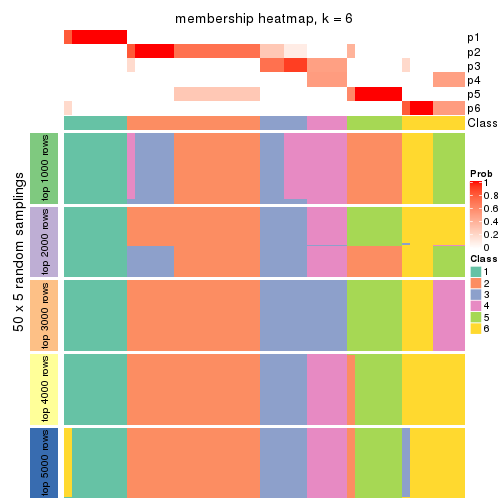 membership heatmap, k = 6
p1
p2
p3
p4
p5
p6
Class
50 x 5 random samplings
top 1000 rows
top 2000 rows
top 3000 rows
top 4000 rows
top 5000 rows
Prob
1
0.8
0.6
0.4
0.2
0
Class
1
2
3
4
5
6